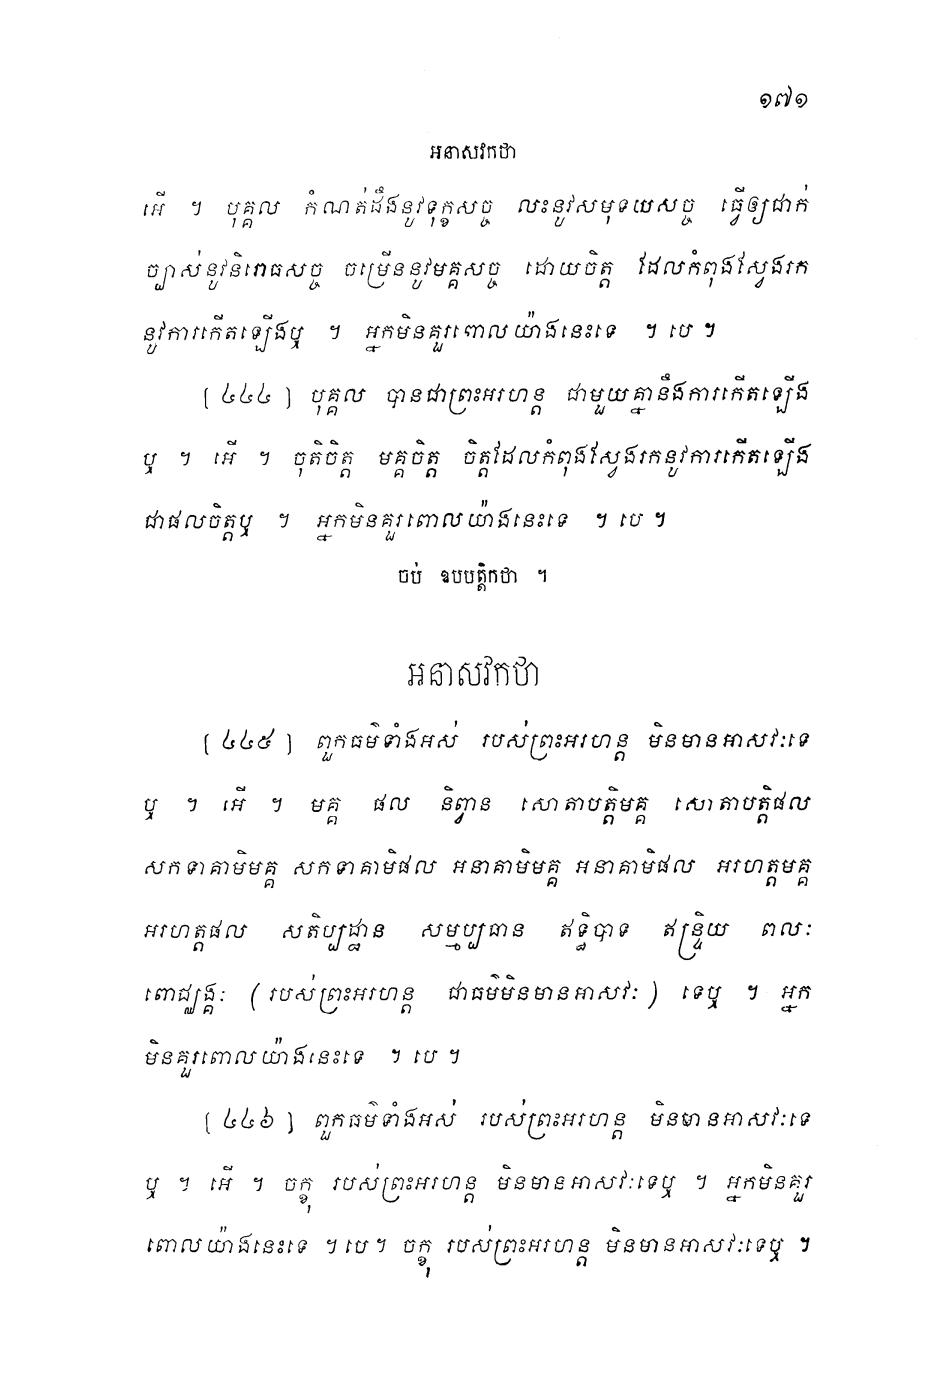 ១៧១
អនាសវកថា
អើ ។ បុគ្គល កំណត់ដឹងនូវទុក្ខសច្ច លះនូវសមុទយសច្ច ធ្វើឲ្យជាក់
ច្បាស់នូវនិរោធសច្ច ចម្រើននូវមគ្គសច្ច ដោយចិត្ត ដែលកំពុងស្វែងរក
នូវការកើតឡើងឬ ។ អ្នកមិនគួរពោលយ៉ាងនេះទេ ។ បេ ។
(៤៤៤) បុគ្គល បានជាព្រះអរហន្ត ជាមួយគ្នានឹងការកើតឡើង
ឬ ។ អើ ។ ចុតិចិត្ត មគ្គចិត្ត ចិត្តដែលកំពុងស្វែងរកនូវការកើតឡើង
ជាផលចិត្តឬ ។ អ្នកមិនគួរពោលយ៉ាងនេះទេ ។ បេ ។
ចប់ ឧបបត្តិកថា ។
អនាសវកថា
(៤៤៥) ពួកធម៌ទាំងអស់ របស់ព្រះអរហន្ត មិនមានអាសវៈទេ
ឬ ។ អើ ។ មគ្គ ផល និព្វាន សោតាបត្តិមគ្គ សោតាបត្តិផល
សកទាគាមិមគ្គ សកទាគាមិផល អនាគាមិមគ្គ អនាគាមិផល អរហត្តមគ្គ
អរហត្តផល សតិប្បដ្ឋាន សម្មប្បធាន ឥទ្ធិបាទ ឥន្ទ្រិយ ពលៈ
ពោជ្ឈង្គៈ (របស់ព្រះអរហន្ត ជាធម៌មិនមានអាសវៈ) ទេឬ ។ អ្នក
មិនគួរពោលយ៉ាងនេះទេ ។ បេ ។
(៤៤៦) ពួកធម៌ទាំងអស់ របស់ព្រះអរហន្ត មិនមានអាសវៈទេ
ឬ ។ អើ ។ ចក្ខុ របស់ព្រះអរហន្ត មិនមានអាសវៈទេឬ ។ អ្នកមិនគួរ
ពោលយ៉ាងនេះទេ ។ បេ ។ ចក្ខុ របស់ព្រះអរហន្ត មិនមានអាសវៈទេឬ ។